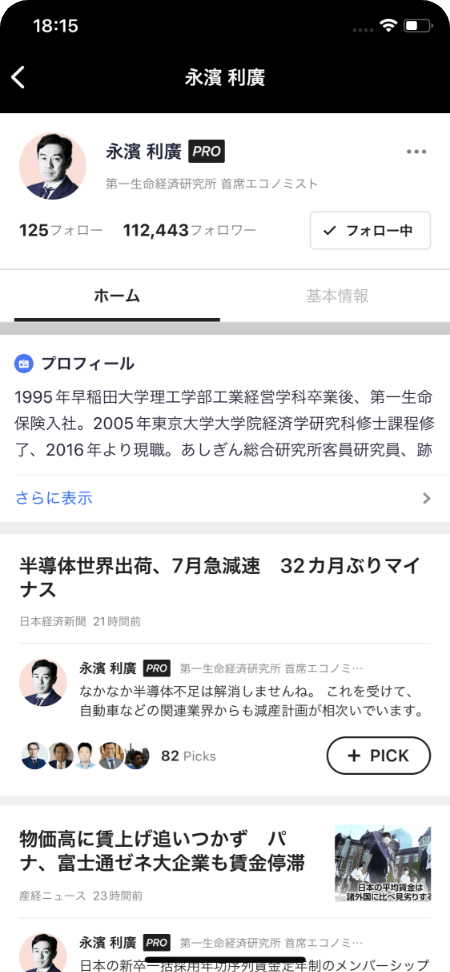 18:15
永濱 利廣
永濱 利廣 PRO
第一生命経済研究所 首席エコノミスト
125フォロー 112,443フォロワー
フォロー中
ホーム 基本情報
プロフィール
1995年早稲田大学理工学部工業経営学科卒業後、第一生命
保険入社。2005年東京大学大学院経済学研究科修士課程修
了、2016年より現職。あしぎん総合研究所客員研究員、跡
さらに表示
半導体世界出荷、7月急減速 32カ月ぶりマイ
ナス
日本経済新聞 21時間前
永濱 利廣 PRO 第一生命経済研究所 首席エコノミ…
なかなか半導体不足は解消しませんね。 これを受けて、
自動車などの関連業界からも減産計画が相次いでいます。
82 Picks
+ PICK
物価高に賃上げ追いつかず パ
ナ、富士通ゼネ大企業も賃金停滞
日本の平均賃金は
諸外国に比べ見劣りする
産経ニュース 23時間前
永濱 利廣 PRO 第一生命経済研究所 首席エコノミ…
日本の新卒一括採用年功序列賃金定年制のメンバーシップ